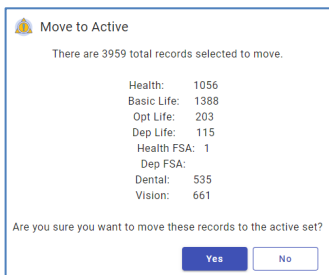 Move to Active
There are 3959 total records selected to move.
Health: 1056
Basic Life: 1388
Opt Life: 203
Dep Life: 115
Health FSA: 1
Dep FSA:
Dental: 535
Vision: 661
Are you sure you want to move these records to the active set?
Yes No